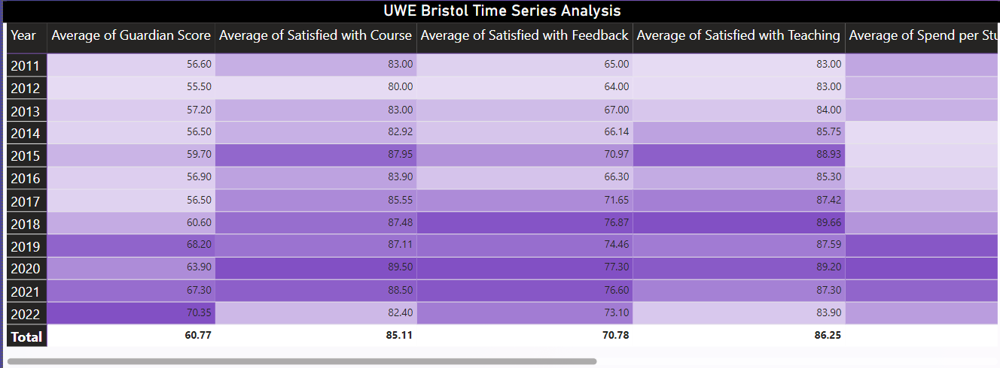 UWE Bristol Time Series Analysis
Year Average of Guardian Score Average of Satisfied with Course Average of Satisfied with Feedback Average of Satisfied with Teaching Average of Spend per Stu
2011 56.60 83.00 65.00 83.00
2012 55.50 80.00 64.00 83.00
2013 57.20 83.00 67.00 84.00
2014 56.50 82.92 66.14 85.75
2015 59.70 87.95 70.97 88.93
2016 56.90 83.90 66.30 85.30
2017 56.50 85.55 71.65 87.42
2018 60.60 87.48 76.87 89.66
2019 68.20 87.11 74.46 87.59
2020 63.90 89.50 77.30 89.20
2021 67.30 88.50 76.60 87.30
2022 70.35 82.40 73.10 83.90
Total 60.77 85.11 70.78 86.25